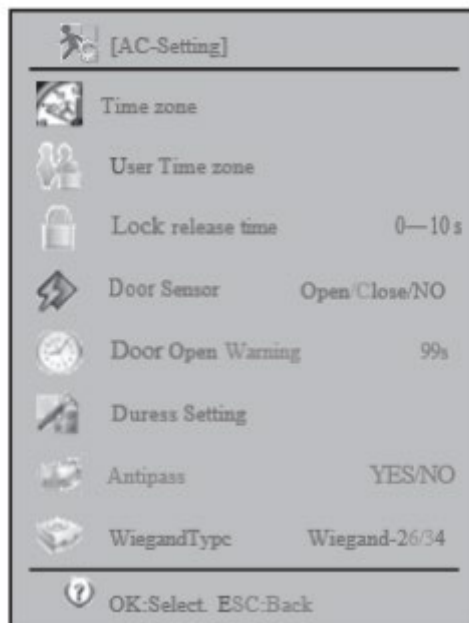 [AC-Setting]
Time zone
User Time zone
Lock release time 0—10 s
Door Sensor Open/Close/NO
Door Open Warning 99s
Duress Setting
Antipass YES/NO
WiegandType Wiegand-26/34
OK:Select. ESC:Back